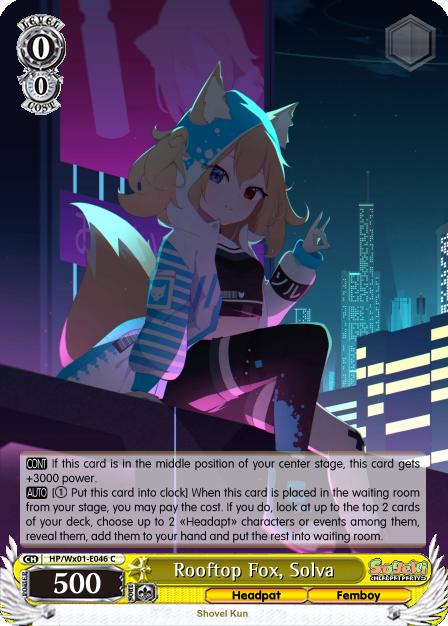 LEVEL
0
0
COST
CONT If this card is in the middle position of your center stage, this card gets
+3000 power.
AUTO [① Put this card into clock] When this card is placed in the waiting room
from your stage, you may pay the cost. If you do, look at up to the top 2 cards
of your deck, choose up to 2 «Headapt» characters or events among them,
reveal them, add them to your hand and put the rest into waiting room.
CH HP/Wx01-E046 C
POWER 500 SOUL Rooftop Fox, Solva
Headpat Femboy
Shovel Kun